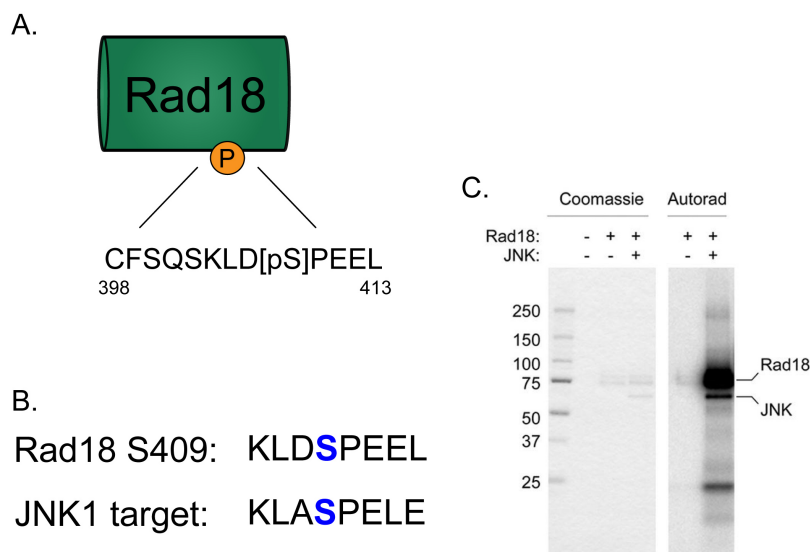 A.
Rad18
P
CFSQSKLD[pS]PEEL
398 413
B.
Rad18 S409: KLDSPEEL
JNK1 target: KLASPELE
C.
Coomassie Autorad
Rad18: - + + + +
JNK: - - + - +
250
150
100
75
50
37
25
Rad18
JNK